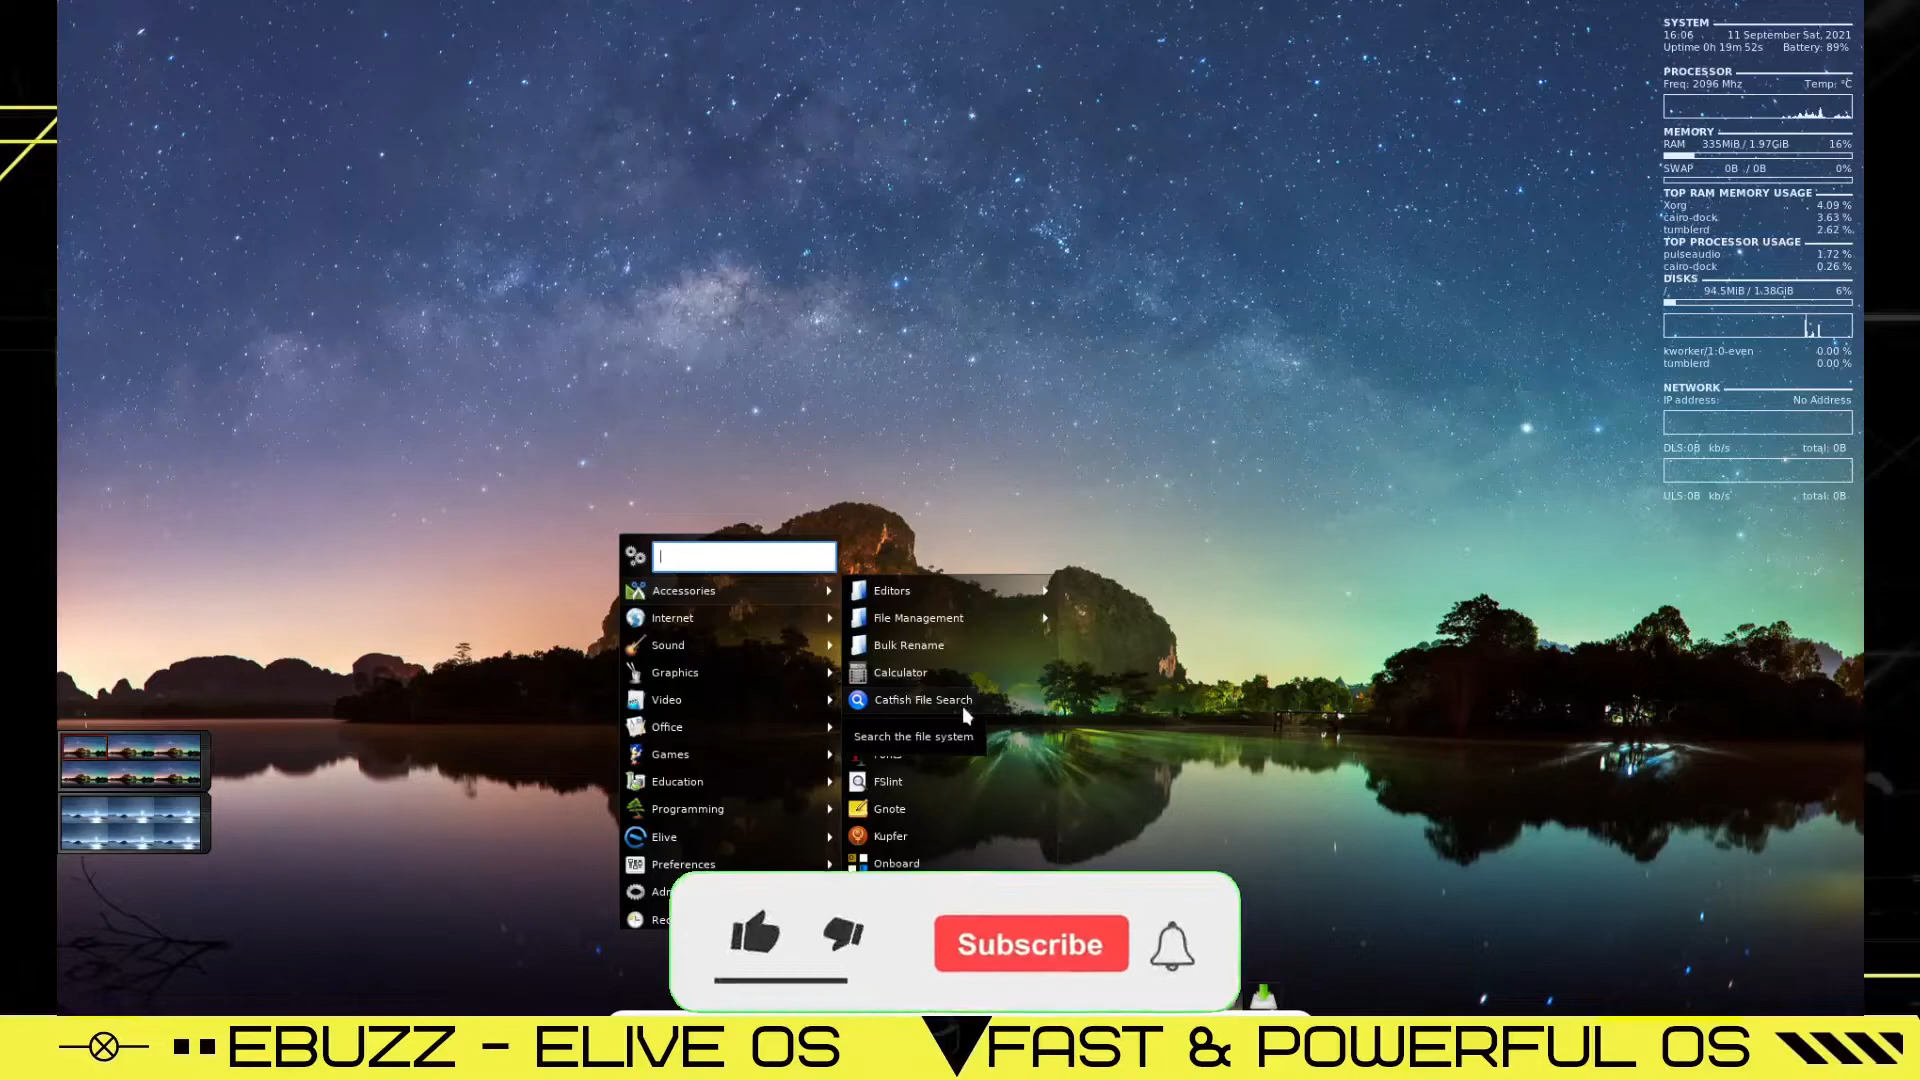 SYSTEM
16:06 11 September Sat, 2021
Uptime 0h 19m 52s Battery: 89%
PROCESSOR
Freq: 2096 Mhz Temp: °C
MEMORY
RAM 335MiB / 1.97GiB 16%
SWAP 0B / 0B 0%
TOP RAM MEMORY USAGE
Xorg 4.09 %
cairo-dock 3.63 %
tumblerd 2.62 %
TOP PROCESSOR USAGE
pulseaudio 1.72 %
cairo-dock 0.26 %
DISKS
/ 94.5MiB / 1.38GiB 6%
kworker/1:0-even 0.00 %
tumblerd 0.00 %
NETWORK
IP address: No Address
DLS:0B kb/s total: 0B
ULS:0B kb/s total: 0B
Accessories
Internet
Sound
Graphics
Video
Office
Games
Education
Programming
Elive
Preferences
Editors
File Management
Bulk Rename
Calculator
Catfish File Search
Search the file system
FSlint
Gnote
Kupfer
Onboard
Subscribe
EBUZZ - ELIVE OS
FAST & POWERFUL OS